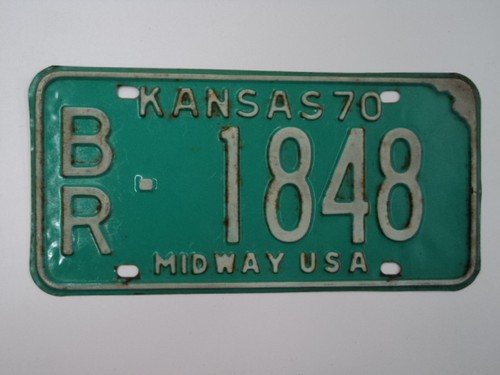 KANSAS 70
BR - 1848
MIDWAY USA